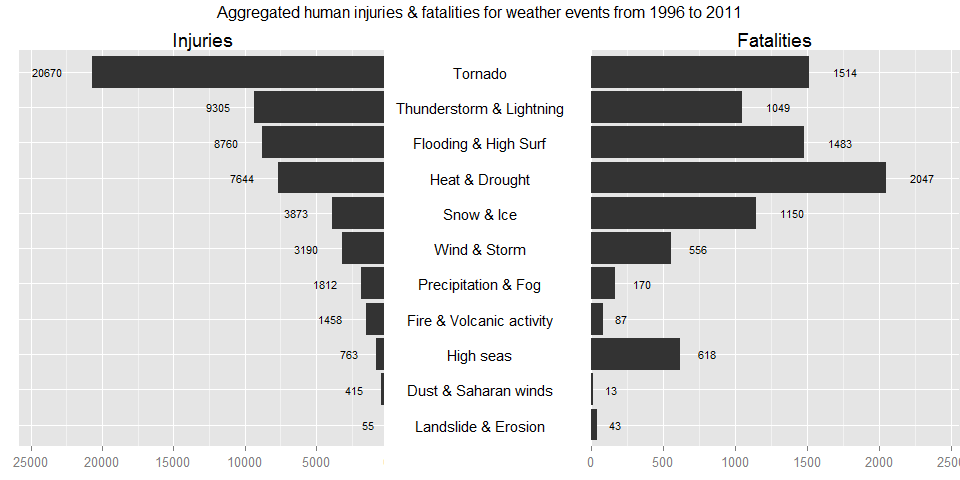 Aggregated human injuries & fatalities for weather events from 1996 to 2011
Injuries
Fatalities
20670 Tornado 1514
9305 Thunderstorm & Lightning 1049
8760 Flooding & High Surf 1483
7644 Heat & Drought 2047
3873 Snow & Ice 1150
3190 Wind & Storm 556
1812 Precipitation & Fog 170
1458 Fire & Volcanic activity 87
763 High seas 618
415 Dust & Saharan winds 13
55 Landslide & Erosion 43
25000 20000 15000 10000 5000
0 500 1000 1500 2000